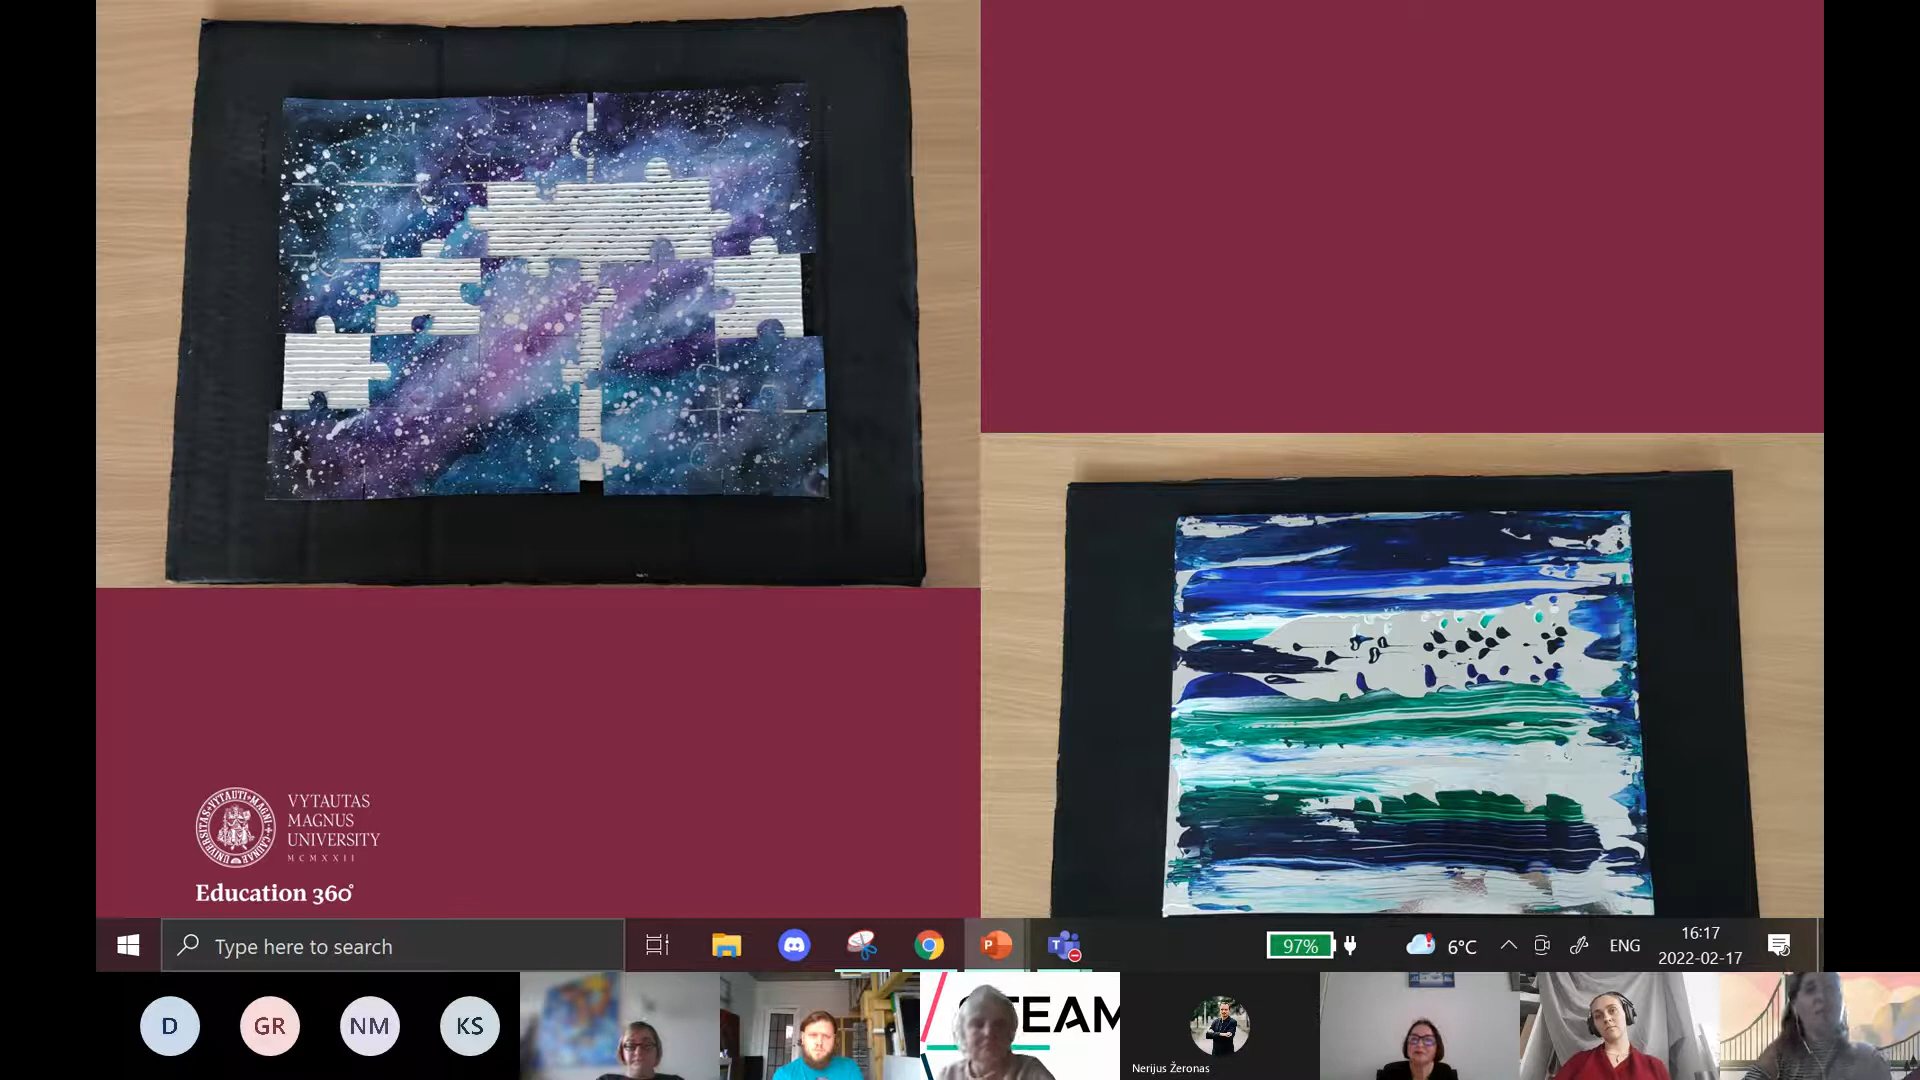 VYTAUTAS
MAGNUS
UNIVERSITY
MCMXXII
Education 360°
Type here to search
97%
6°C
ENG
16:17
2022-02-17
D
GR
NM
KS
STEAM
Nerijus Žeronas